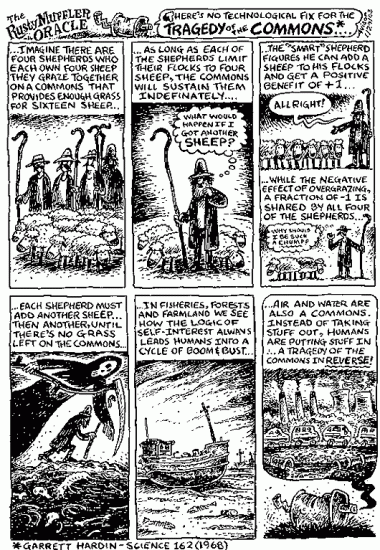 The
Rusty Muffler
ORACLE
THERE'S NO TECHNOLOGICAL FIX FOR THE
TRAGEDY of the COMMONS*...
...IMAGINE THERE ARE
FOUR SHEPHERDS WHO
EACH OWN FOUR SHEEP
THEY GRAZE TOGETHER
ON A COMMONS THAT
PROVIDES ENOUGH GRASS
FOR SIXTEEN SHEEP...
...AS LONG AS EACH OF
THE SHEPHERDS LIMIT
THEIR FLOCKS TO FOUR
SHEEP, THE COMMONS
WILL SUSTAIN THEM
INDEFINATELY...
WHAT WOULD
HAPPEN IF I
GOT ANOTHER
SHEEP?
...THE "SMART" SHEPHERD
FIGURES HE CAN ADD A
SHEEP TO HIS FLOCKS
AND GET A POSITIVE
BENEFIT OF +1...
ALLRIGHT!
...WHILE THE NEGATIVE
EFFECT OF OVERGRAZING,
A FRACTION OF -1 IS
SHARED BY ALL FOUR
OF THE SHEPHERDS...
WHY SHOULD
I BE SUCH
A CHUMP?
...EACH SHEPHERD MUST
ADD ANOTHER SHEEP...
THEN ANOTHER, UNTIL
THERE'S NO GRASS
LEFT ON THE COMMONS...
...IN FISHERIES, FORESTS
AND FARMLAND WE SEE
HOW THE LOGIC OF
SELF-INTEREST ALWAYS
LEADS HUMANS INTO A
CYCLE OF BOOM & BUST...
...AIR AND WATER ARE
ALSO A COMMONS.
INSTEAD OF TAKING
STUFF OUT, HUMANS
ARE PUTTING STUFF IN
...A TRAGEDY OF THE
COMMONS IN REVERSE!
*GARRETT HARDIN - SCIENCE 162 (1968)